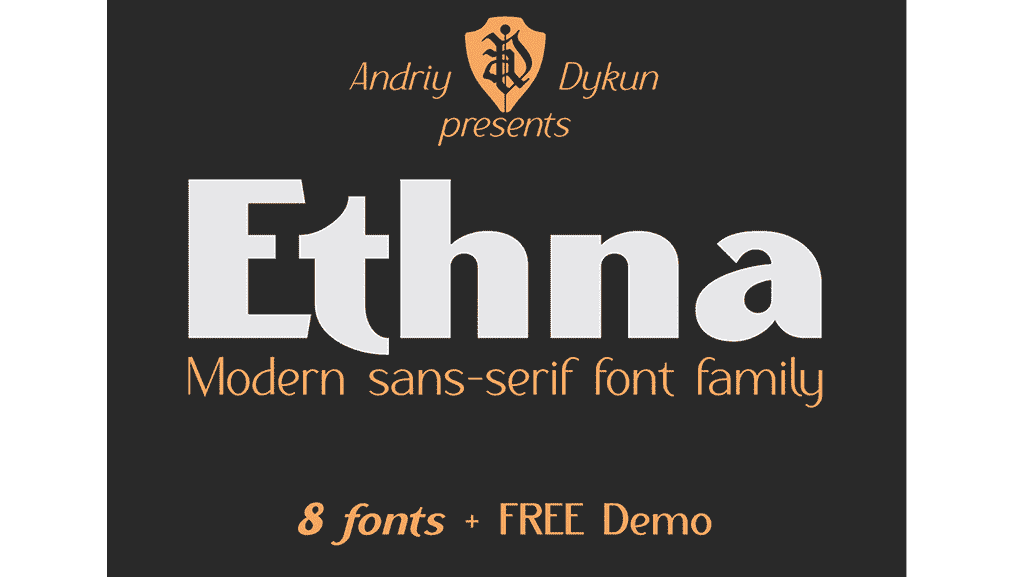 Andriy Dykun
presents
Ethna
Modern sans-serif font family
8 fonts + FREE Demo